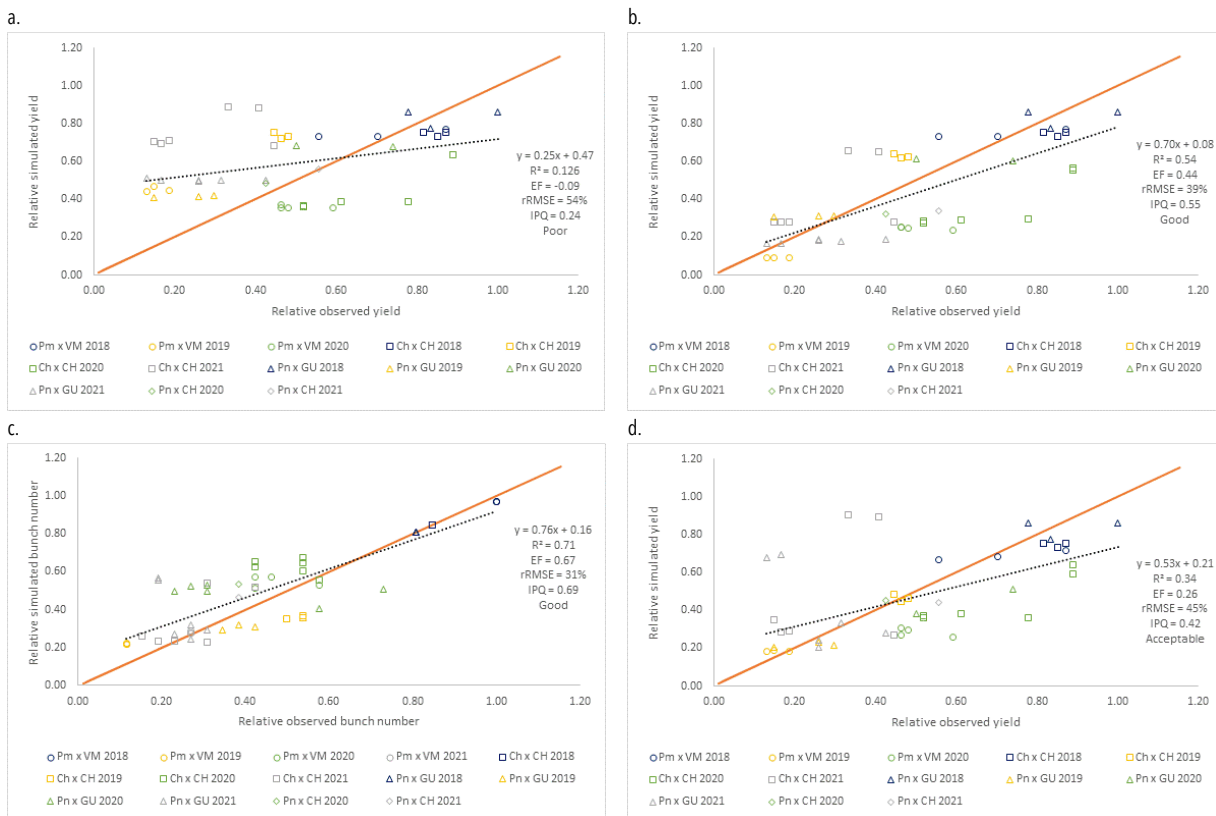 a.
1.20
1.00
0.80
0.60
0.40
0.20
0.00
Relative simulated yield
y = 0.25x + 0.47
R² = 0.126
EF = -0.09
rRMSE = 54%
IPQ = 0.24
Poor
0.00 0.20 0.40 0.60 0.80 1.00 1.20
Relative observed yield
Pm x VM 2018 Pm x VM 2019 Pm x VM 2020 Ch x CH 2018 Ch x CH 2019
Ch x CH 2020 Ch x CH 2021 Pn x GU 2018 Pn x GU 2019 Pn x GU 2020
Pn x GU 2021 Pn x CH 2020 Pn x CH 2021
b.
1.20
1.00
0.80
0.60
0.40
0.20
0.00
Relative simulated yield
y = 0.70x + 0.08
R² = 0.54
EF = 0.44
rRMSE = 39%
IPQ = 0.55
Good
0.00 0.20 0.40 0.60 0.80 1.00 1.20
Relative observed yield
Pm x VM 2018 Pm x VM 2019 Pm x VM 2020 Ch x CH 2018 Ch x CH 2019
Ch x CH 2020 Ch x CH 2021 Pn x GU 2018 Pn x GU 2019 Pn x GU 2020
Pn x GU 2021 Pn x CH 2020 Pn x CH 2021
c.
1.20
1.00
0.80
0.60
0.40
0.20
0.00
Relative simulated bunch number
y = 0.76x + 0.16
R² = 0.71
EF = 0.67
rRMSE = 31%
IPQ = 0.69
Good
0.00 0.20 0.40 0.60 0.80 1.00 1.20
Relative observed bunch number
Pm x VM 2018 Pm x VM 2019 Pm x VM 2020 Pm x VM 2021 Ch x CH 2018
Ch x CH 2019 Ch x CH 2020 Ch x CH 2021 Pn x GU 2018 Pn x GU 2019
Pn x GU 2020 Pn x GU 2021 Pn x CH 2020 Pn x CH 2021
d.
1.20
1.00
0.80
0.60
0.40
0.20
0.00
Relative simulated yield
y = 0.53x + 0.21
R² = 0.34
EF = 0.26
rRMSE = 45%
IPQ = 0.42
Acceptable
0.00 0.20 0.40 0.60 0.80 1.00 1.20
Relative observed yield
Pm x VM 2018 Pm x VM 2019 Pm x VM 2020 Ch x CH 2018 Ch x CH 2019
Ch x CH 2020 Ch x CH 2021 Pn x GU 2018 Pn x GU 2019 Pn x GU 2020
Pn x GU 2021 Pn x CH 2020 Pn x CH 2021